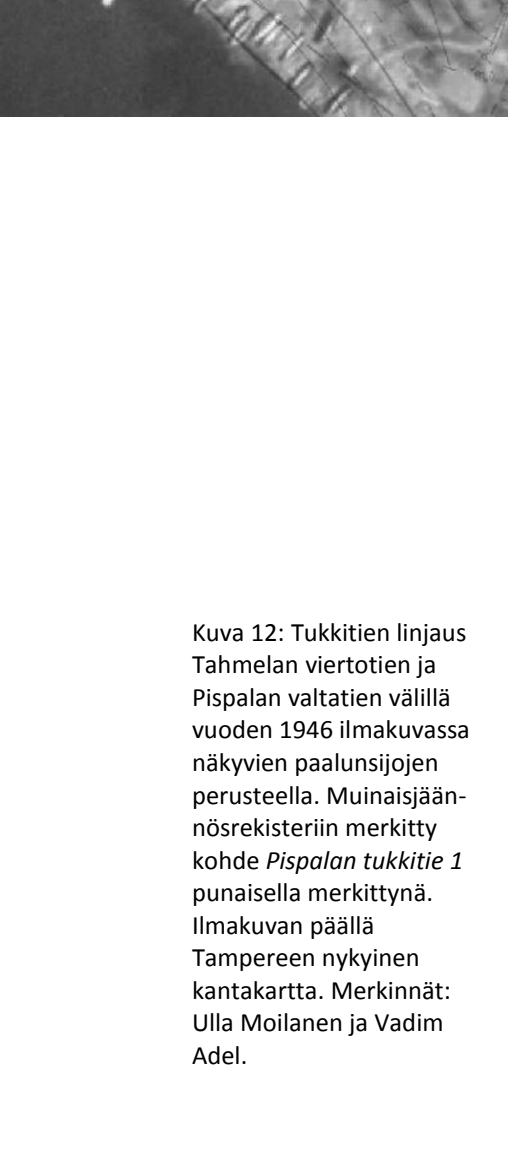 Kuva 12: Tukkitien linjaus
Tahmelan viertotien ja
Pispalan valtatien välillä
vuoden 1946 ilmakuvassa
näkyvien paalunsijojen
perusteella. Muinaisjään-
nösrekisteriin merkitty
kohde Pispalan tukkitie 1
punaisella merkittynä.
Ilmakuvan päällä
Tampereen nykyinen
kantakartta. Merkinnät:
Ulla Moilanen ja Vadim
Adel.